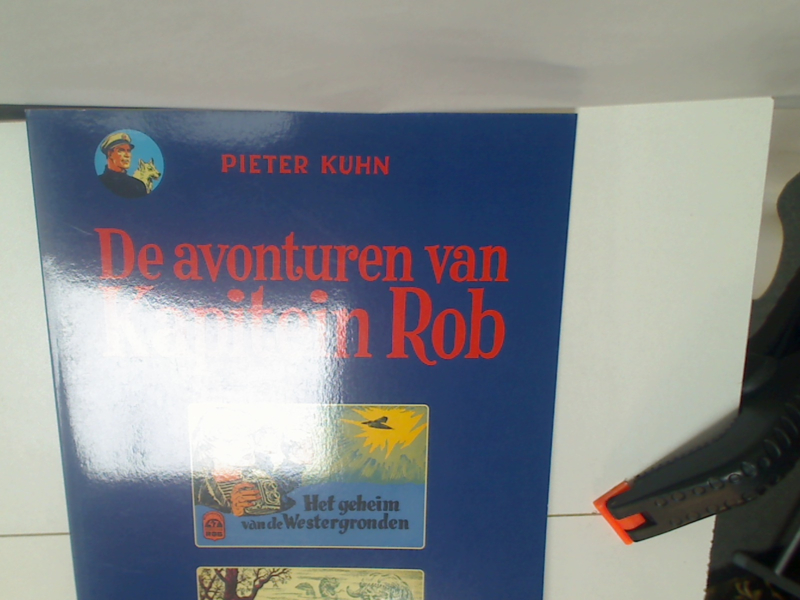 PIETER KUHN
De avonturen van
Kapitein Rob
Het geheim
van de Westergronden